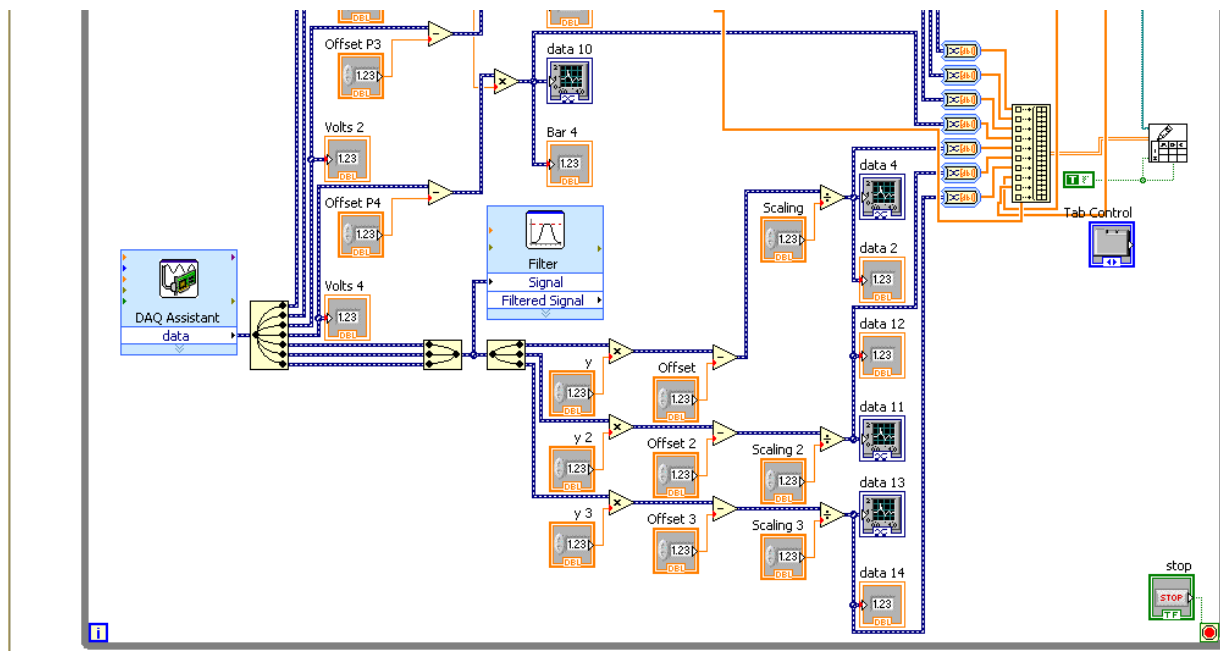 DBL
DBL
Offset P3
1.23
DBL
data 10
Volts 2
1.23
DBL
Bar 4
1.23
DBL
Offset P4
1.23
DBL
data 4
Scaling
1.23
DBL
T F
Tab Control
Filter
Signal
Filtered Signal
DAQ Assistant
data
Volts 4
1.23
DBL
data 2
1.23
DBL
data 12
1.23
DBL
y
1.23
DBL
Offset
1.23
DBL
data 11
y 2
1.23
DBL
Offset 2
1.23
DBL
Scaling 2
1.23
DBL
data 13
y 3
1.23
DBL
Offset 3
1.23
DBL
Scaling 3
1.23
DBL
data 14
1.23
DBL
stop
STOP
TF
i